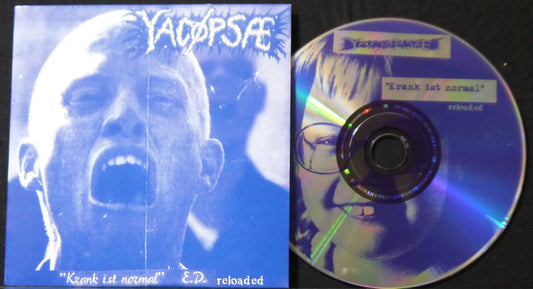 YACØPSÆ
"Krank ist normal" E.P. reloaded
YACØPSÆ
"Krank ist normal"
reloaded